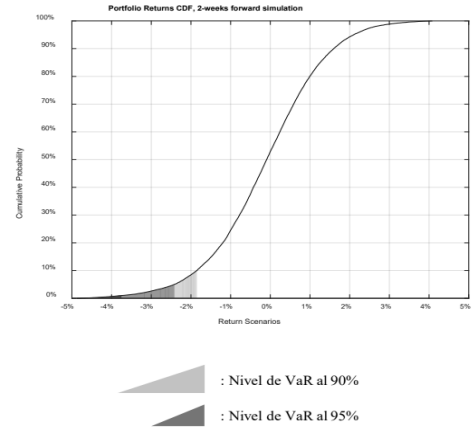 Portfolio Returns CDF, 2-weeks forward simulation
100%
90%
80%
70%
60%
50%
40%
30%
20%
10%
0%
Cumulative Probability
-5% -4% -3% -2% -1% 0% 1% 2% 3% 4% 5%
Return Scenarios
: Nivel de VaR al 90%
: Nivel de VaR al 95%